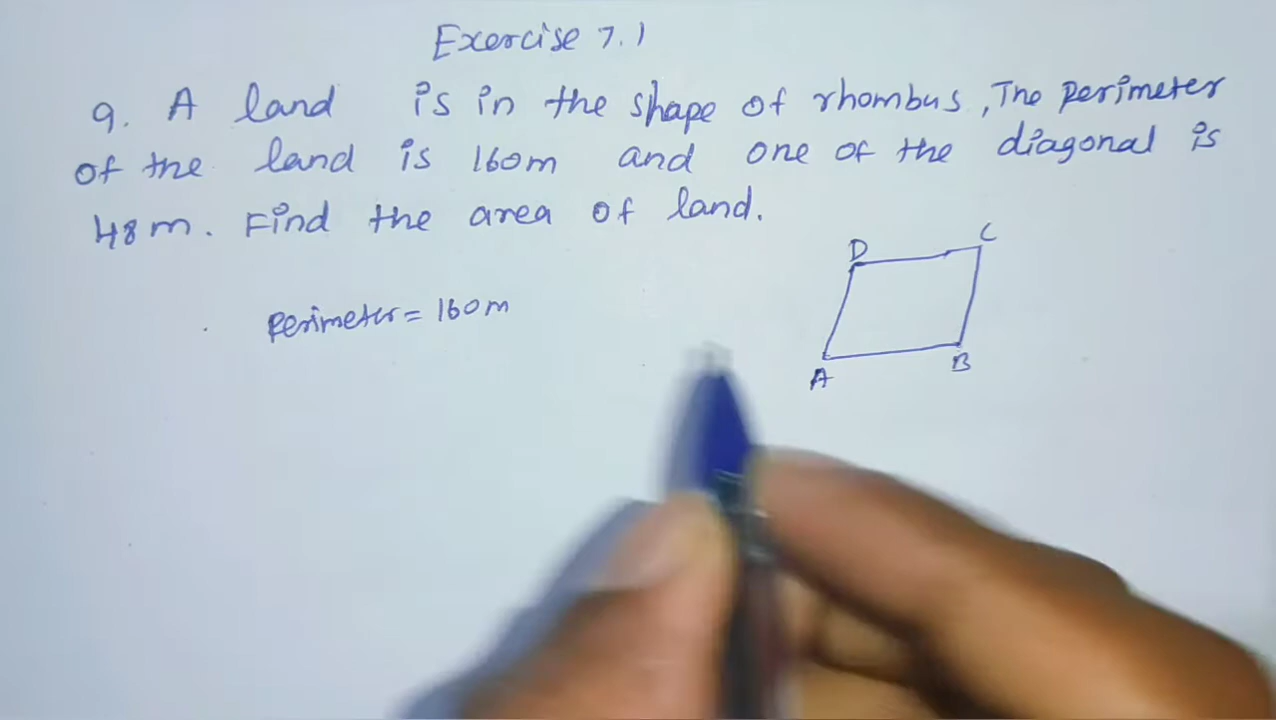 Exercise 7.1
9. A land is in the shape of rhombus, The perimeter
of the land is 160m and one of the diagonal is
48m. Find the area of land.
D C
perimeter = 160m
A B